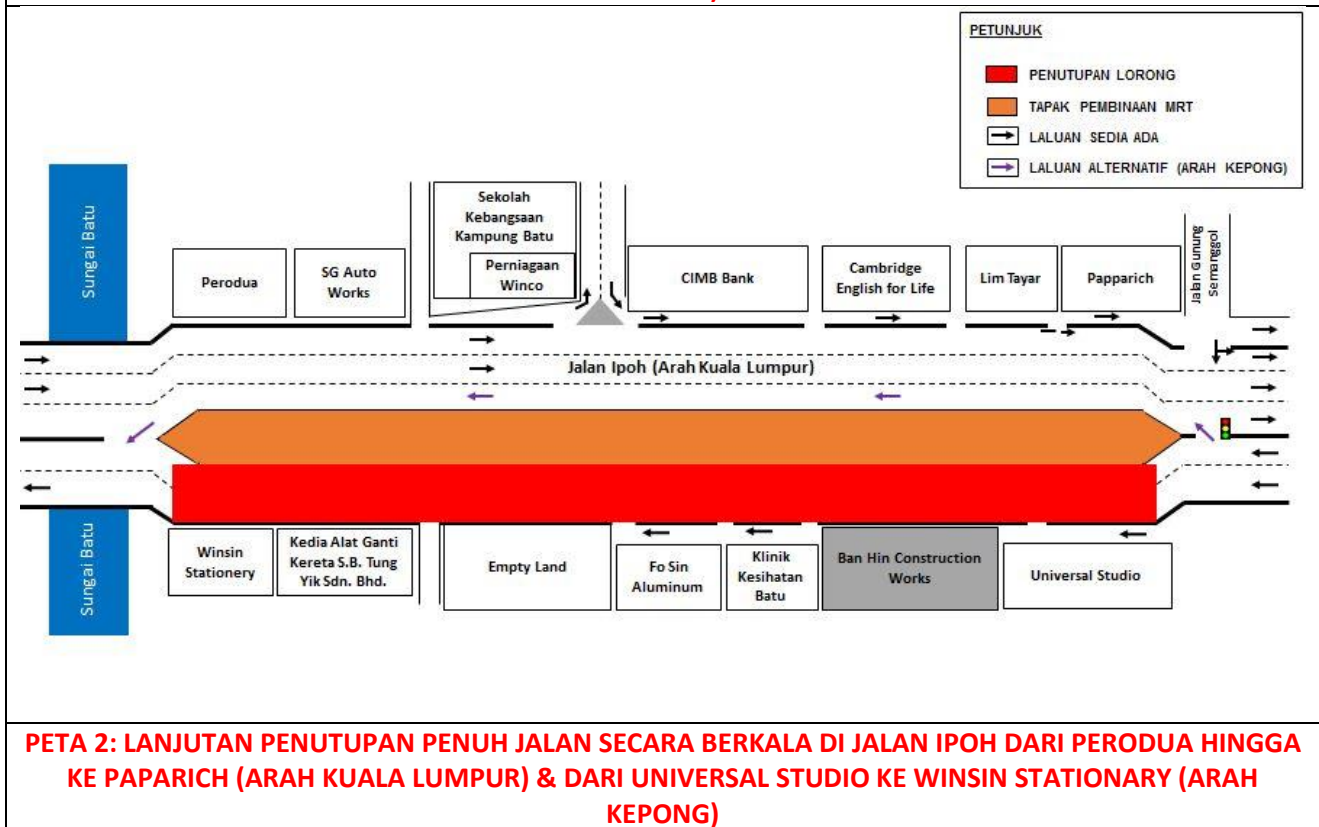 PETUNJUK
PENUTUPAN LORONG
TAPAK PEMBINAAN MRT
LALUAN SEDIA ADA
LALUAN ALTERNATIF (ARAH KEPONG)
Sungai Batu
Perodua
SG Auto
Works
Sekolah
Kebangsaan
Kampung Batu
Perniagaan
Winco
CIMB Bank
Cambridge
English for Life
Lim Tayar
Papparich
Jalan Gunung
Semanggol
Jalan Ipoh (Arah Kuala Lumpur)
Sungai Batu
Winsin
Stationery
Kedia Alat Ganti
Kereta S.B. Tung
Yik Sdn. Bhd.
Empty Land
Fo Sin
Aluminum
Klinik
Kesihatan
Batu
Ban Hin Construction
Works
Universal Studio
PETA 2: LANJUTAN PENUTUPAN PENUH JALAN SECARA BERKALA DI JALAN IPOH DARI PERODUA HINGGA
KE PAPARICH (ARAH KUALA LUMPUR) & DARI UNIVERSAL STUDIO KE WINSIN STATIONARY (ARAH
KEPONG)